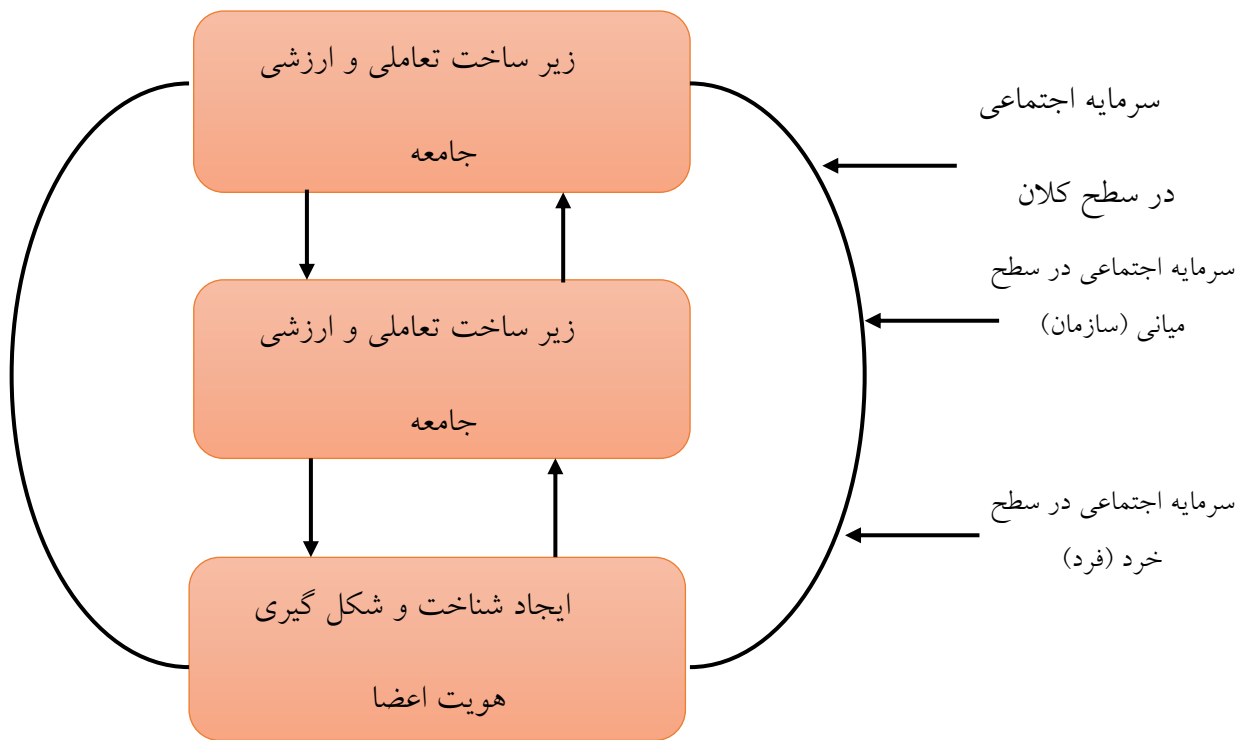 زیر ساخت تعاملی و ارزشی
جامعه
سرمایه اجتماعی
در سطح کلان
زیر ساخت تعاملی و ارزشی
جامعه
سرمایه اجتماعی در سطح
میانی (سازمان)
ایجاد شناخت و شکل گیری
هویت اعضا
سرمایه اجتماعی در سطح
خرد (فرد)